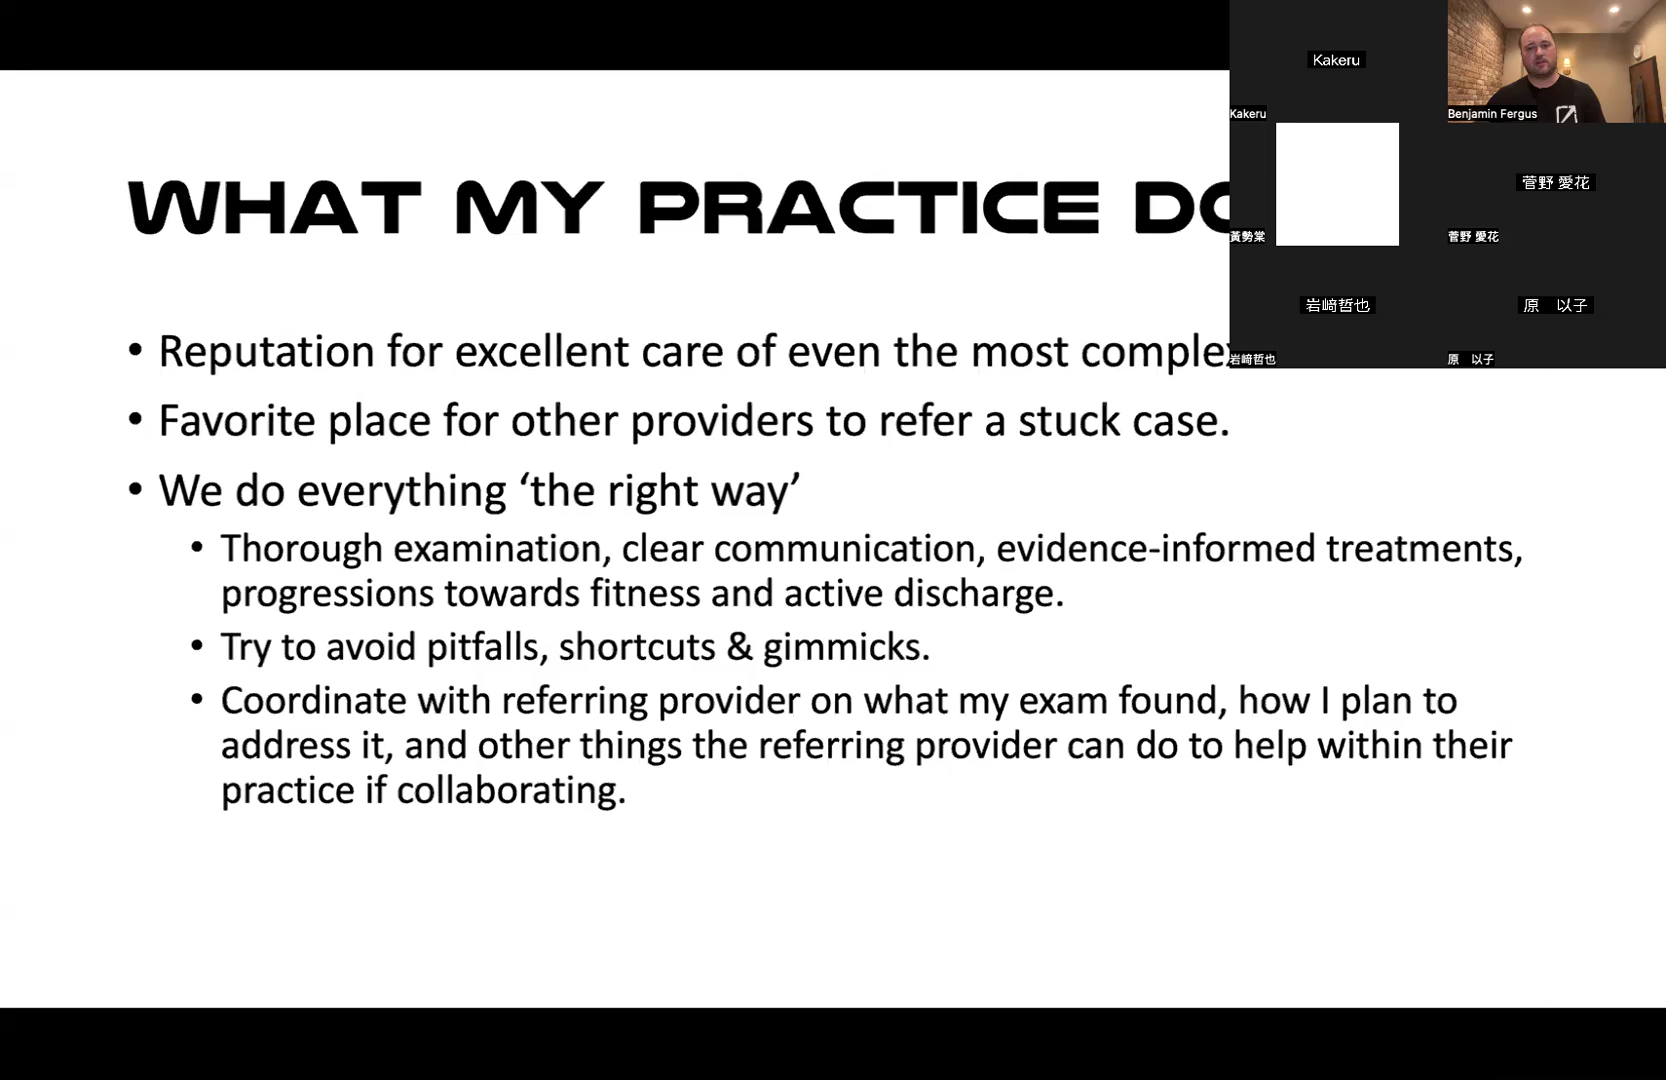 WHAT MY PRACTICE
• Reputation for excellent care of even the most
• Favorite place for other providers to refer a stuck case.
• We do everything ‘the right way’
• Thorough examination, clear communication, evidence-informed treatments,
progressions towards fitness and active discharge.
• Try to avoid pitfalls, shortcuts & gimmicks.
• Coordinate with referring provider on what my exam found, how I plan to
address it, and other things the referring provider can do to help within their
practice if collaborating.
Kakeru
Kakeru
Benjamin Fergus
黃勢棠
菅野 愛花
菅野 愛花
岩﨑哲也
岩﨑哲也
原　以子
原　以子